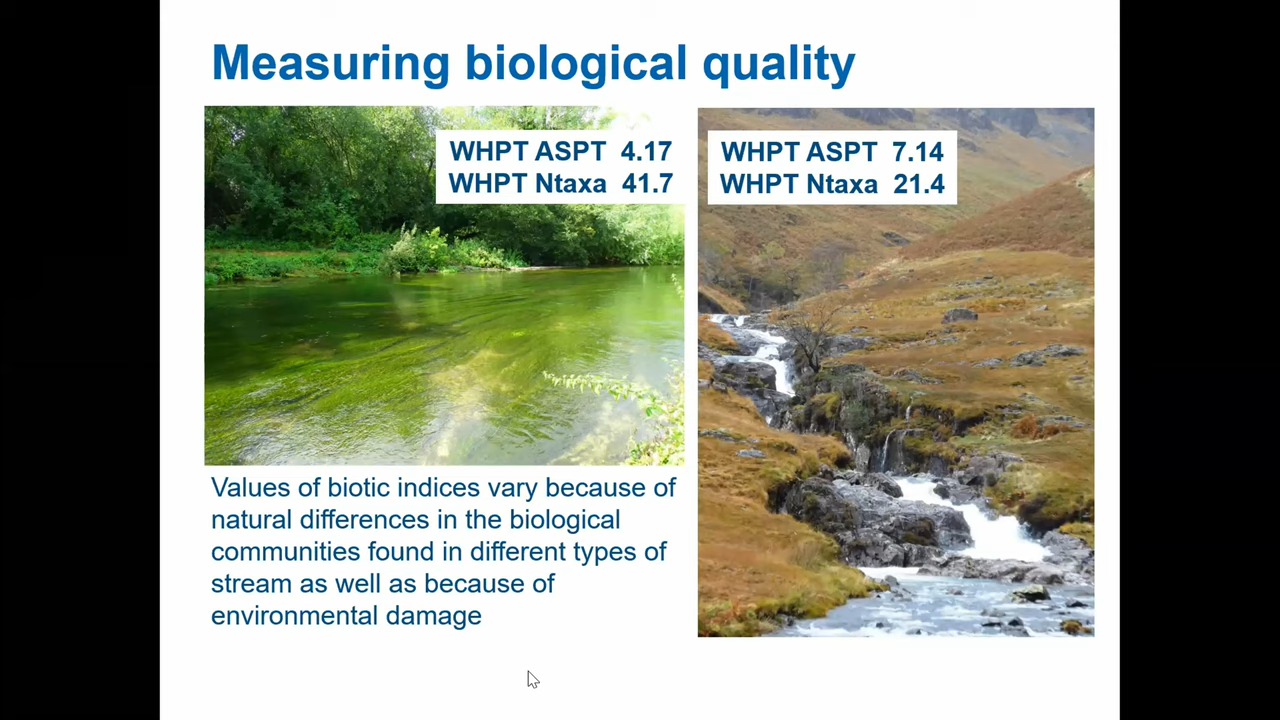 Measuring biological quality
WHPT ASPT 4.17
WHPT Ntaxa 41.7
WHPT ASPT 7.14
WHPT Ntaxa 21.4
Values of biotic indices vary because of
natural differences in the biological
communities found in different types of
stream as well as because of
environmental damage